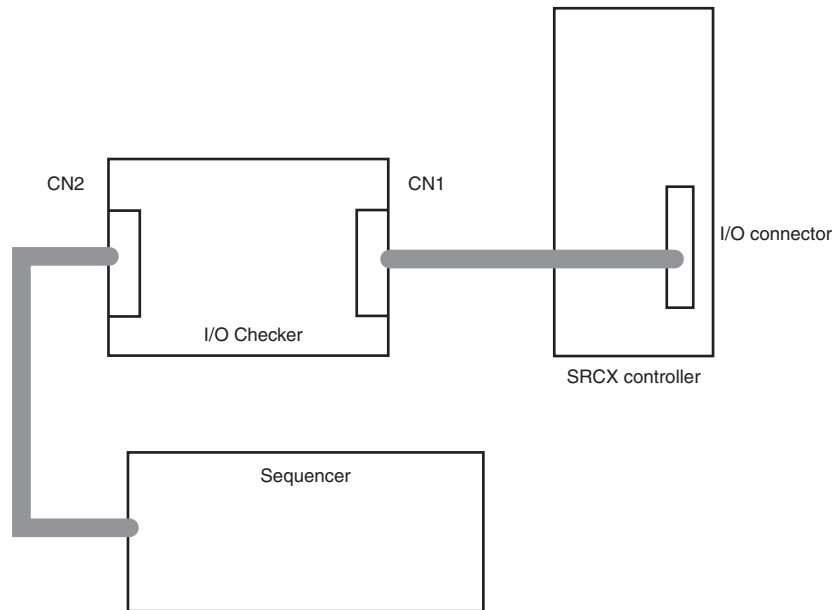 CN2
CN1
I/O connector
I/O Checker
SRCX controller
Sequencer